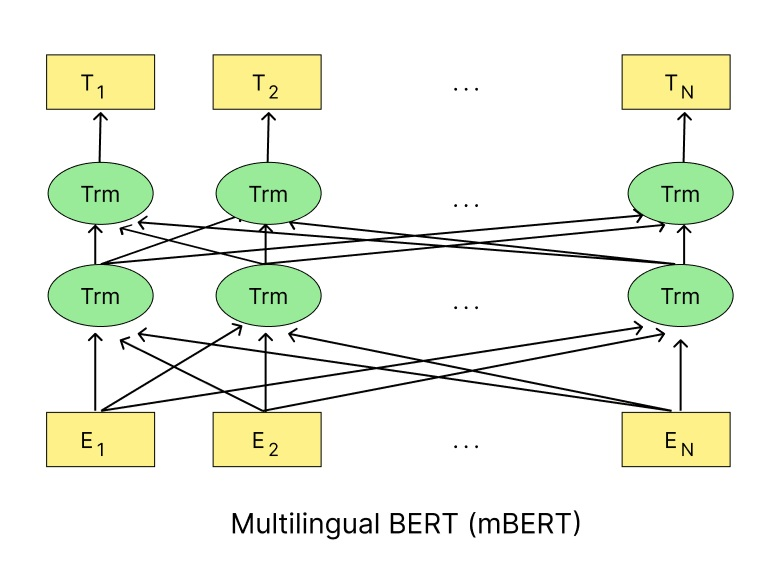 T1 T2 ... TN
Trm Trm ... Trm
Trm Trm ... Trm
E1 E2 ... EN
Multilingual BERT (mBERT)